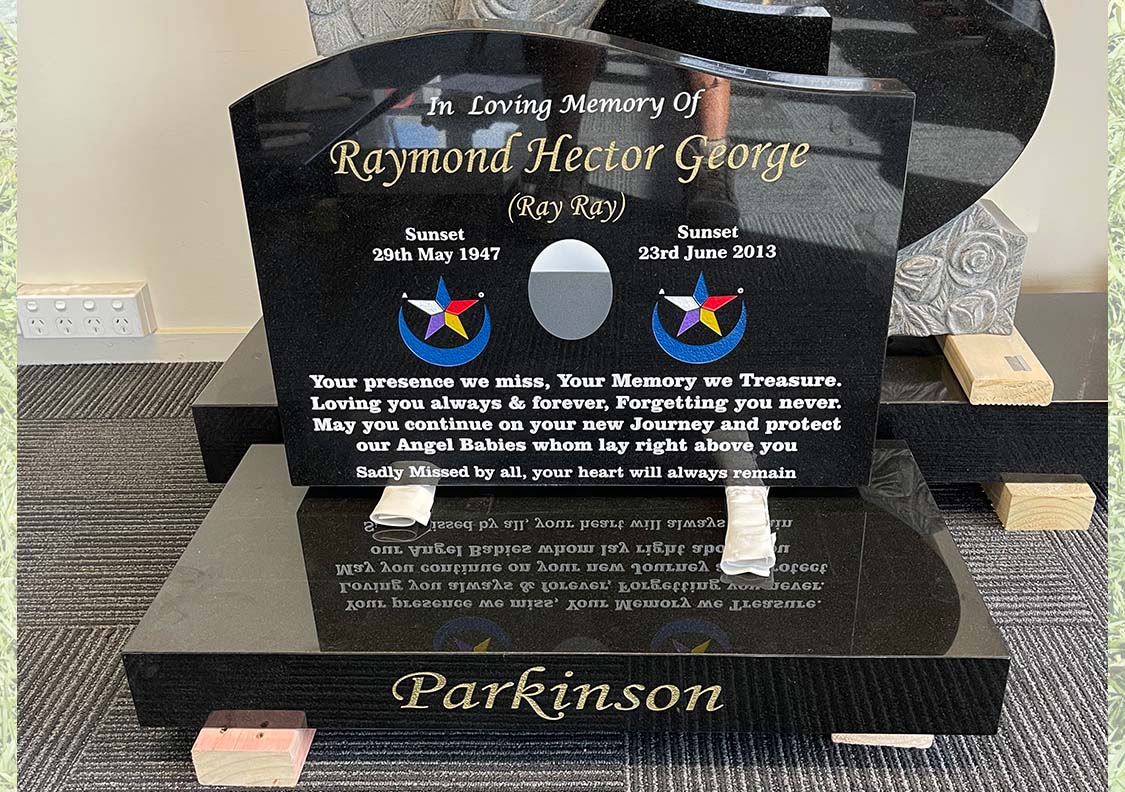 In Loving Memory Of
Raymond Hector George
(Ray Ray)
Sunset
29th May 1947
Sunset
23rd June 2013
Your presence we miss, Your Memory we Treasure.
Loving you always & forever, Forgetting you never.
May you continue on your new Journey and protect
our Angel Babies whom lay right above you
Sadly Missed by all, your heart will always remain
Parkinson